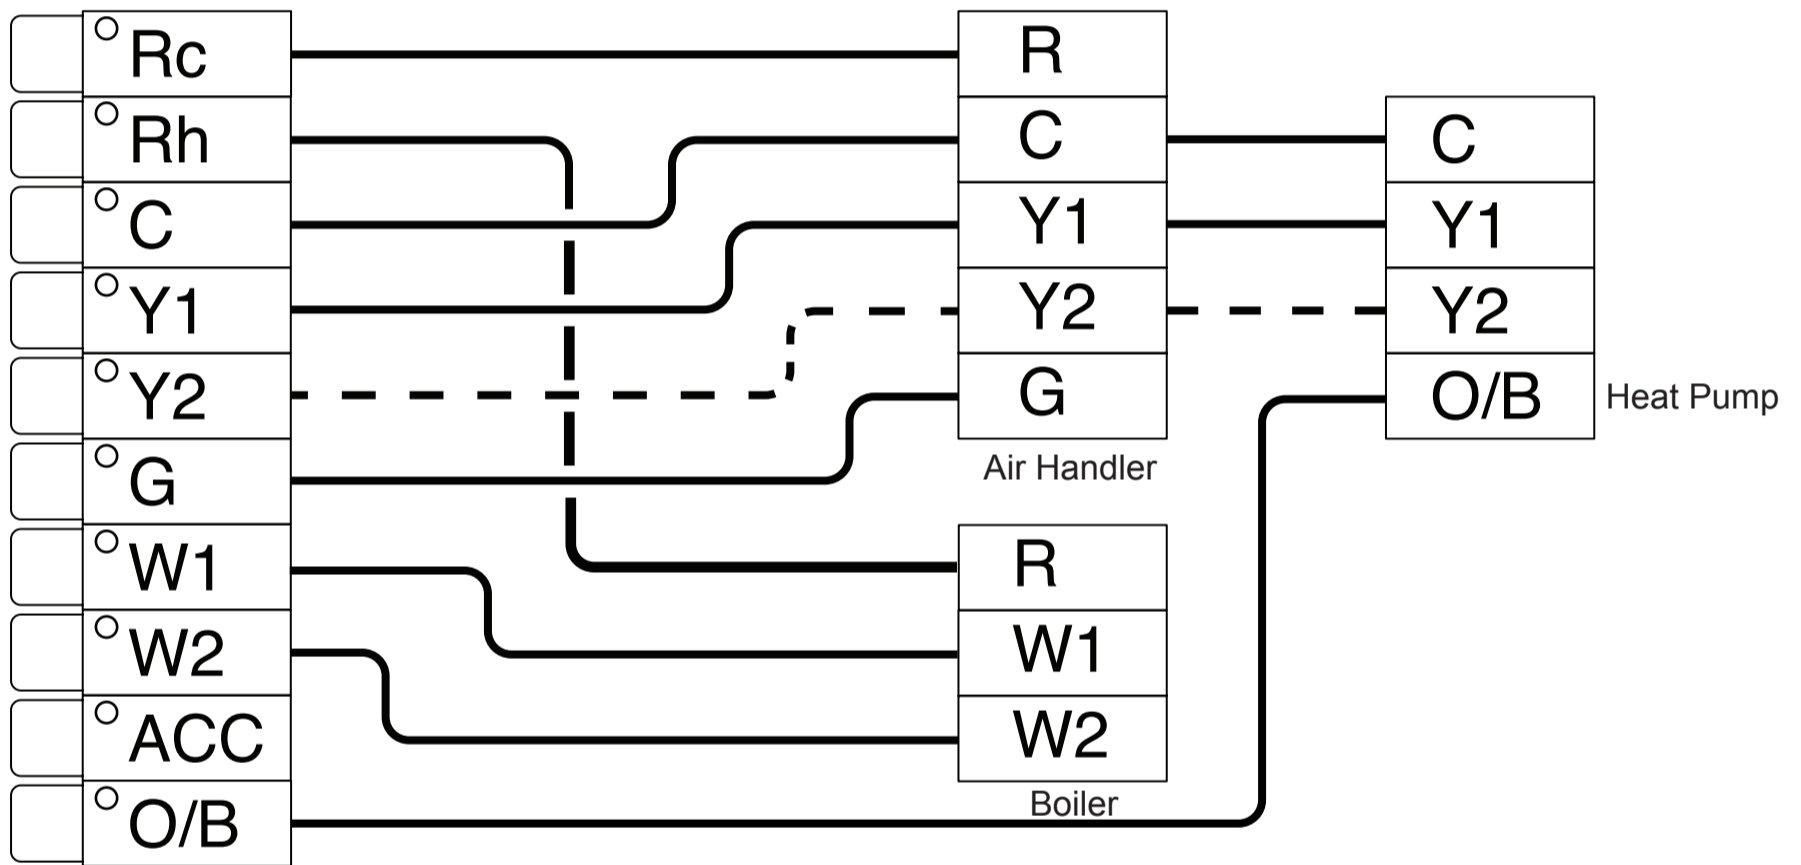 Rc
Rh
C
Y1
Y2
G
W1
W2
ACC
O/B
R
C
Y1
Y2
G
Air Handler
R
W1
W2
Boiler
C
Y1
Y2
O/B
Heat Pump